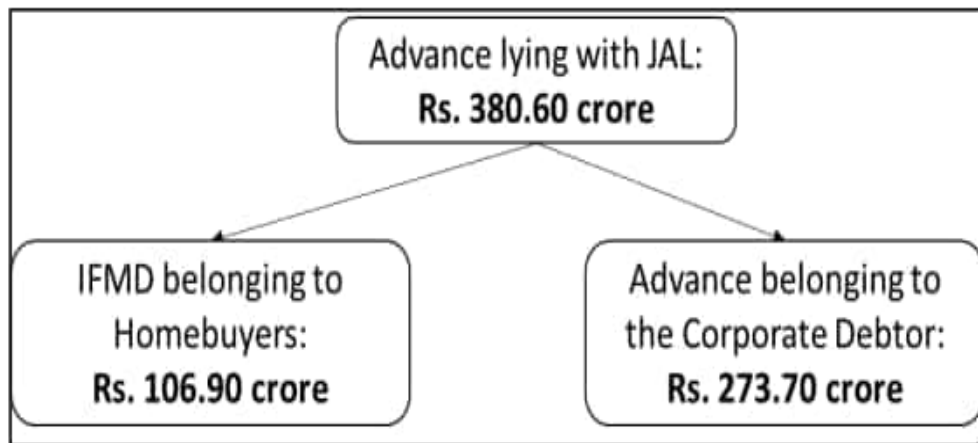 Advance lying with JAL:
Rs. 380.60 crore
IFMD belonging to
Homebuyers:
Rs. 106.90 crore
Advance belonging to
the Corporate Debtor:
Rs. 273.70 crore